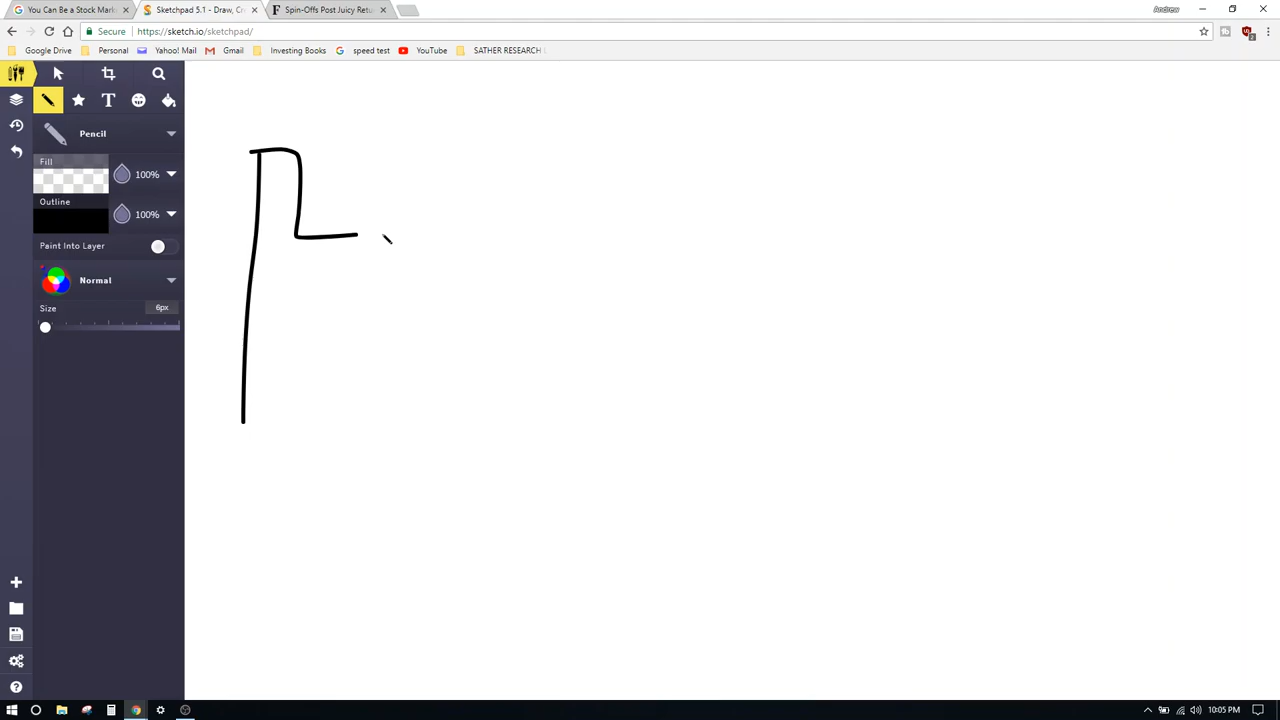 You Can Be a Stock Mark
Sketchpad 5.1 - Draw, Cr
Spin-Offs Post Juicy Retu
Andrew
Secure
https://sketch.io/sketchpad/
Google Drive
Personal
Yahoo! Mail
Gmail
Investing Books
speed test
YouTube
SATHER RESEARCH
Pencil
Fill
100%
Outline
100%
Paint Into Layer
Normal
Size
6px
10:05 PM